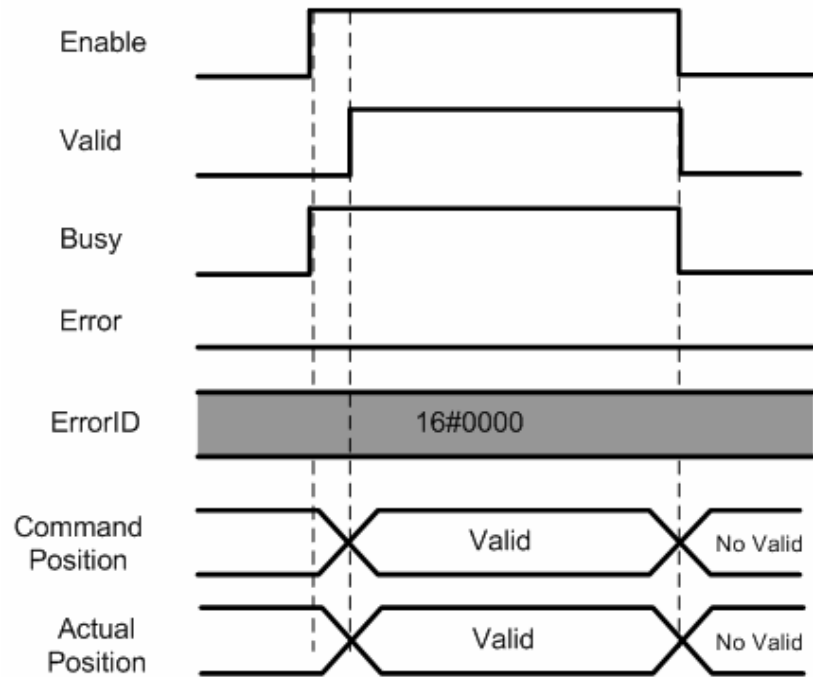 Enable
Valid
Busy
Error
ErrorID
16#0000
Command
Position
Valid
No Valid
Actual
Position
Valid
No Valid